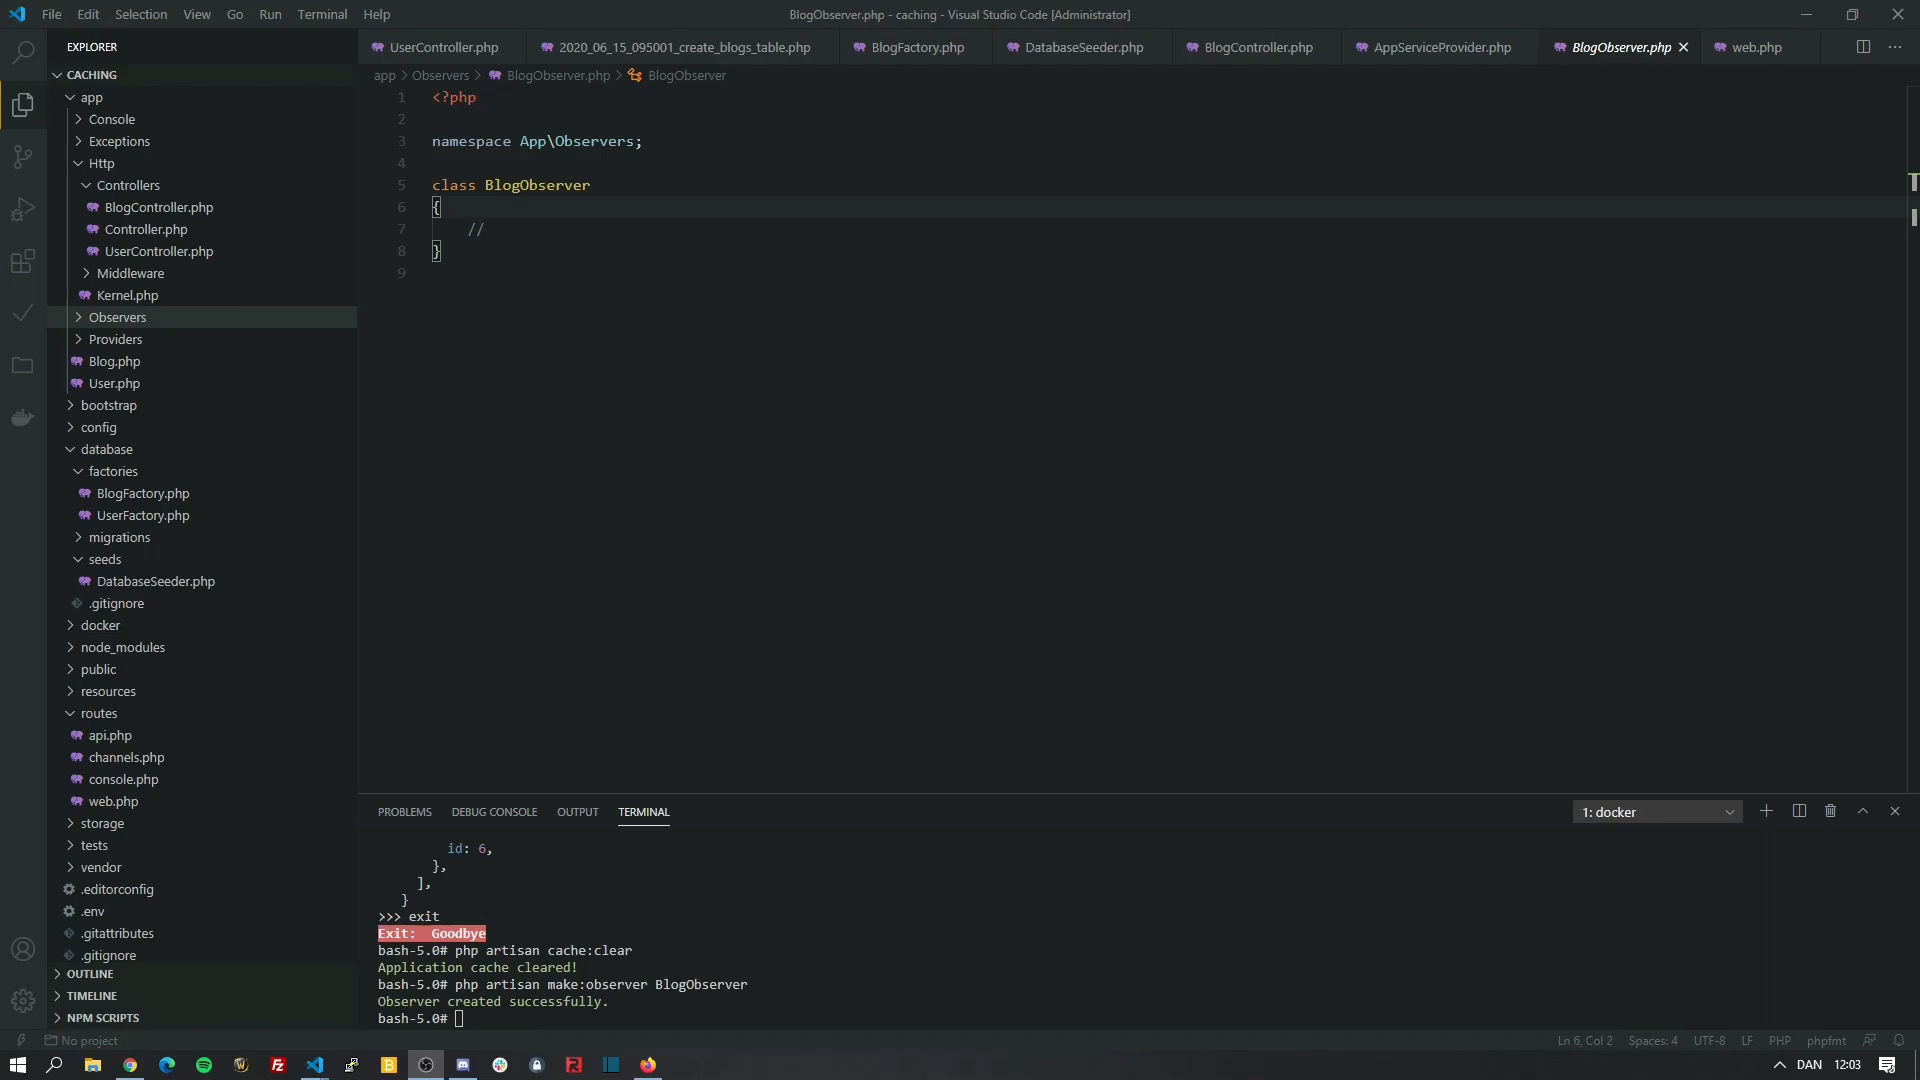 File Edit Selection View Go Run Terminal Help
BlogObserver.php - caching - Visual Studio Code [Administrator]
EXPLORER
UserController.php
2020_06_15_095001_create_blogs_table.php
BlogFactory.php
DatabaseSeeder.php
BlogController.php
AppServiceProvider.php
BlogObserver.php
web.php
app > Observers > BlogObserver.php > BlogObserver
CACHING
app
Console
Exceptions
Http
Controllers
BlogController.php
Controller.php
UserController.php
Middleware
Kernel.php
Observers
Providers
Blog.php
User.php
bootstrap
config
database
factories
BlogFactory.php
UserFactory.php
migrations
seeds
DatabaseSeeder.php
.gitignore
docker
node_modules
public
resources
routes
api.php
channels.php
console.php
web.php
storage
tests
vendor
.editorconfig
.env
.gitattributes
.gitignore
OUTLINE
TIMELINE
NPM SCRIPTS
1 <?php
2
3 namespace App\Observers;
4
5 class BlogObserver
6 {
7 //
8 }
9
PROBLEMS DEBUG CONSOLE OUTPUT TERMINAL
1: docker
id: 6,
},
],
}
>>> exit
Exit:  Goodbye
bash-5.0# php artisan cache:clear
Application cache cleared!
bash-5.0# php artisan make:observer BlogObserver
Observer created successfully.
bash-5.0#
No project
Ln 6, Col 2 Spaces: 4 UTF-8 LF PHP phpfmt
DAN 12:03